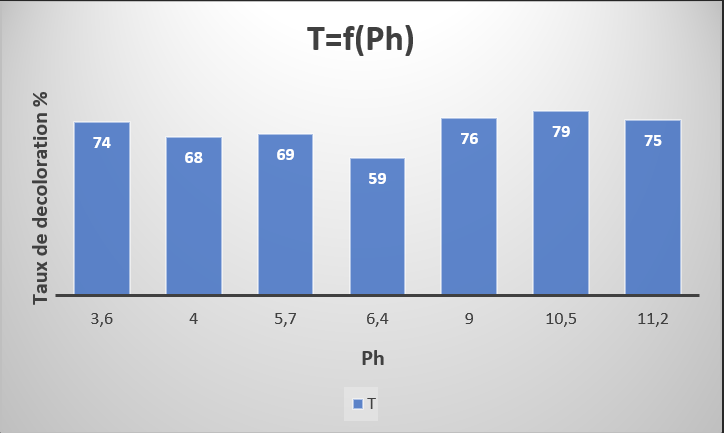 T=f(Ph)
Taux de decoloration %
74
68
69
59
76
79
75
3,6 4 5,7 6,4 9 10,5 11,2
Ph
T